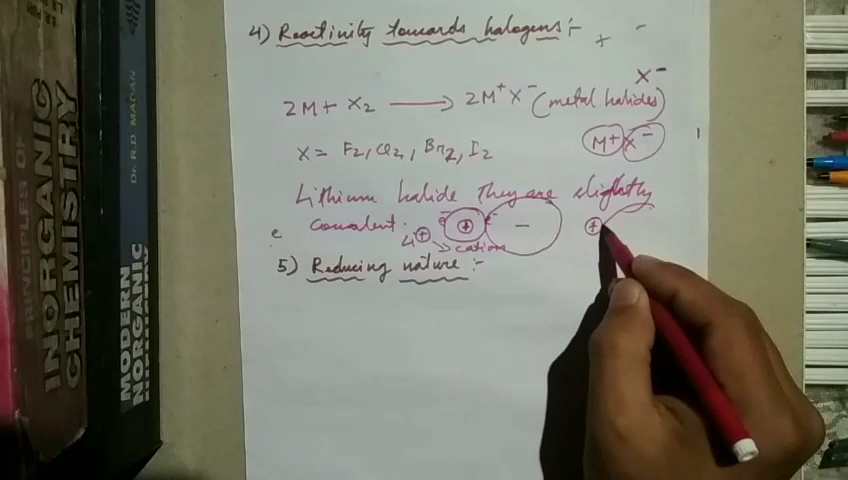 4) Reactivity towards halogens :-
+ -
X⁻
2M + X₂ ⟶ 2M⁺X⁻ (metal halides)
M+ X⁻
X = F₂, Cl₂, Br₂, I₂
Lithium halide They are slightly
covalent.
e⁻ + e⁻ - +
e Li + → cation
5) Reducing nature :-
PRINCIPLES OF
INORGANIC
CHEMISTRY
MODERN
INORGANIC
CHEMISTRY
Dr. R.D. MADAN